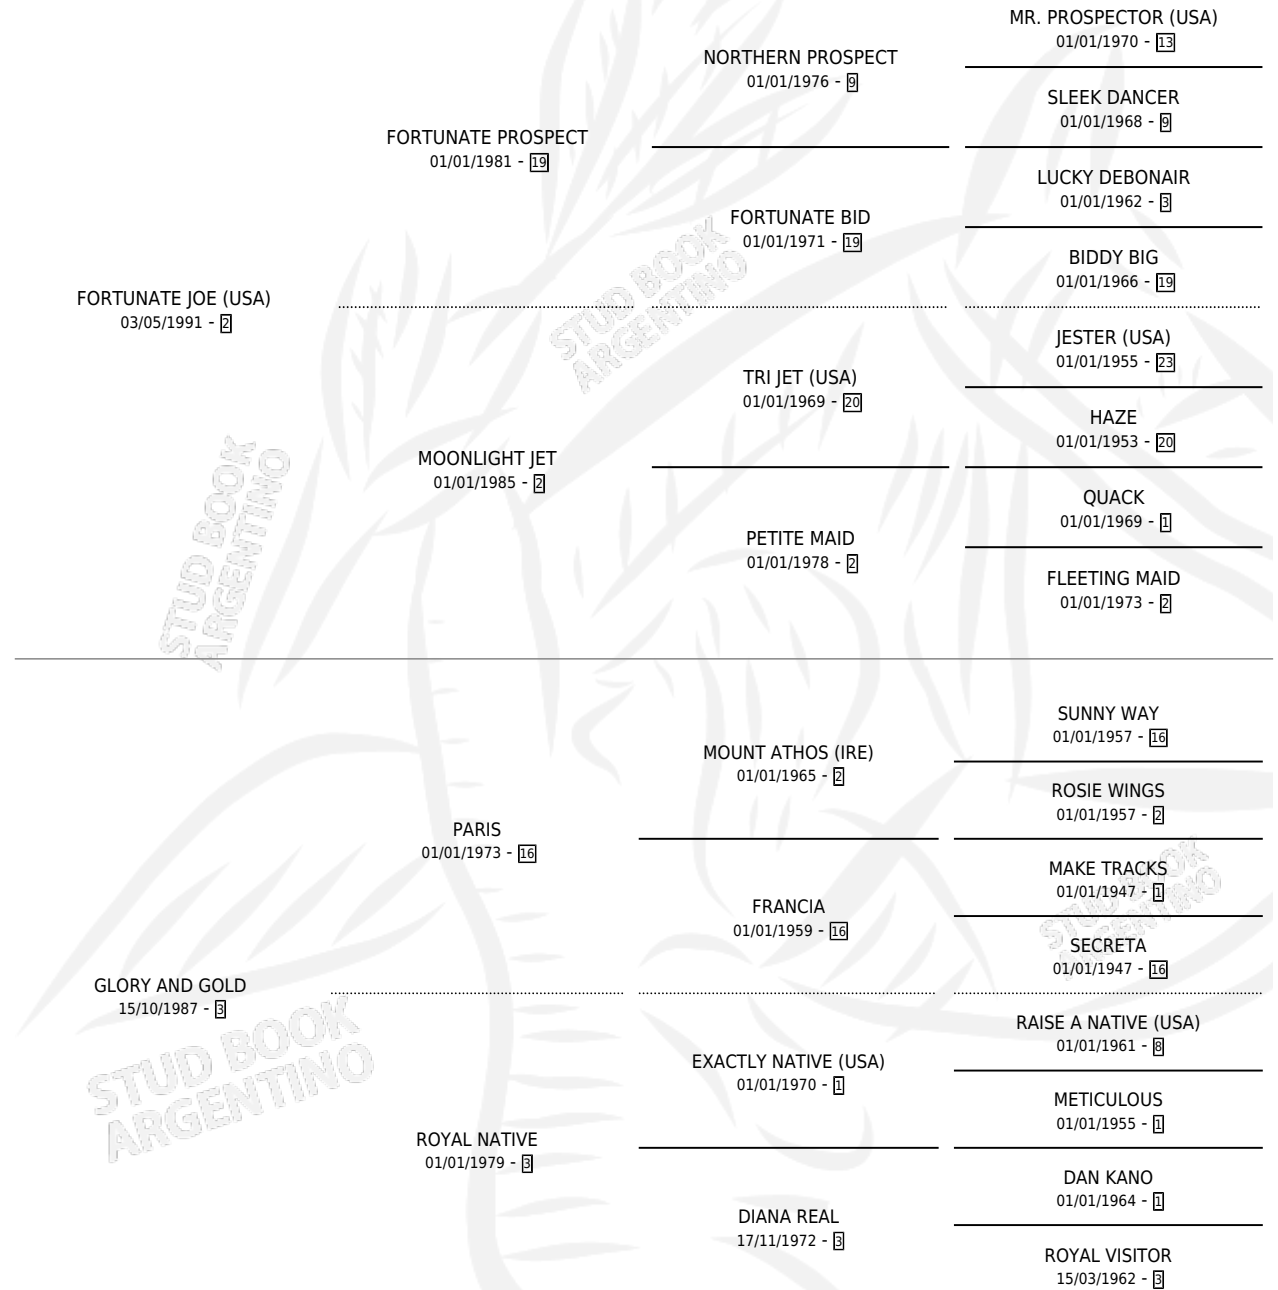 MR. PROSPECTOR (USA)
01/01/1970 - 13
NORTHERN PROSPECT
01/01/1976 - 9
SLEEK DANCER
01/01/1968 - 9
FORTUNATE PROSPECT
01/01/1981 - 19
LUCKY DEBONAIR
01/01/1962 - 3
FORTUNATE BID
01/01/1971 - 19
BIDDY BIG
01/01/1966 - 19
STUD BOOK
ARGENTINO
FORTUNATE JOE (USA)
03/05/1991 - 2
JESTER (USA)
01/01/1955 - 23
TRI JET (USA)
01/01/1969 - 20
HAZE
01/01/1953 - 20
MOONLIGHT JET
01/01/1985 - 2
QUACK
01/01/1969 - 1
PETITE MAID
01/01/1978 - 2
FLEETING MAID
01/01/1973 - 2
STUD BOOK
ARGENTINO
SUNNY WAY
01/01/1957 - 16
MOUNT ATHOS (IRE)
01/01/1965 - 2
ROSIE WINGS
01/01/1957 - 2
PARIS
01/01/1973 - 16
MAKE TRACKS
01/01/1947 - 1
FRANCIA
01/01/1959 - 16
SECRETA
01/01/1947 - 16
STUD BOOK
ARGENTINO
GLORY AND GOLD
15/10/1987 - 3
RAISE A NATIVE (USA)
01/01/1961 - 8
EXACTLY NATIVE (USA)
01/01/1970 - 1
METICULOUS
01/01/1955 - 1
STUD BOOK
ARGENTINO
ROYAL NATIVE
01/01/1979 - 3
DAN KANO
01/01/1964 - 1
DIANA REAL
17/11/1972 - 3
ROYAL VISITOR
15/03/1962 - 3